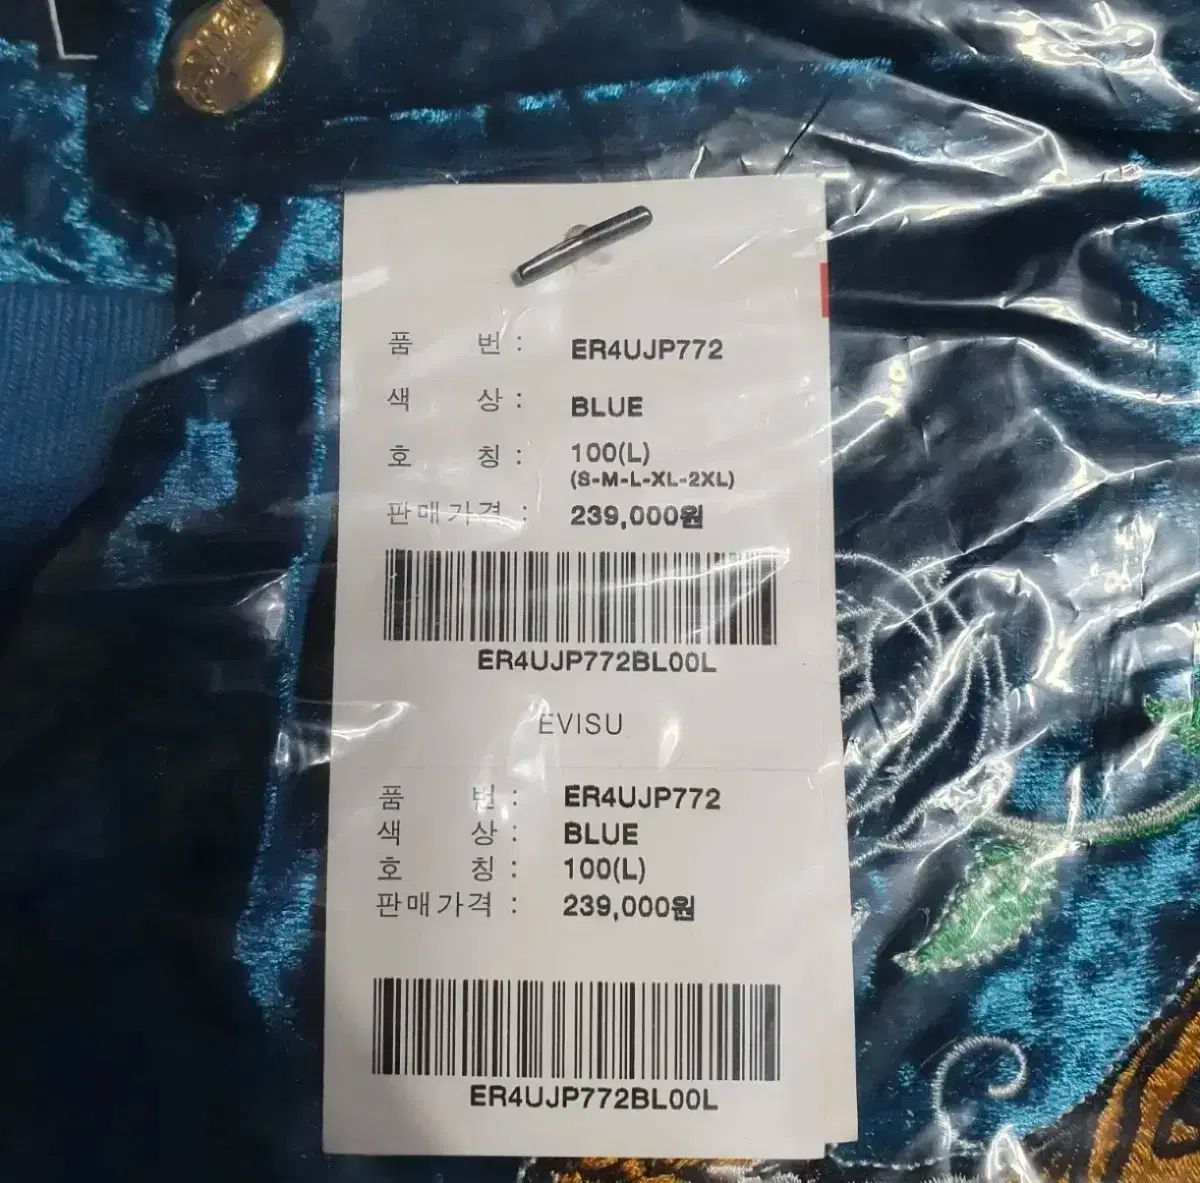 L
품 번 : ER4UJP772
색 상 : BLUE
호 칭 : 100(L)
(S-M-L-XL-2XL)
판매가격 : 239,000원
ER4UJP772BL00L
EVISU
품 번 : ER4UJP772
색 상 : BLUE
호 칭 : 100(L)
판매가격 : 239,000원
ER4UJP772BL00L